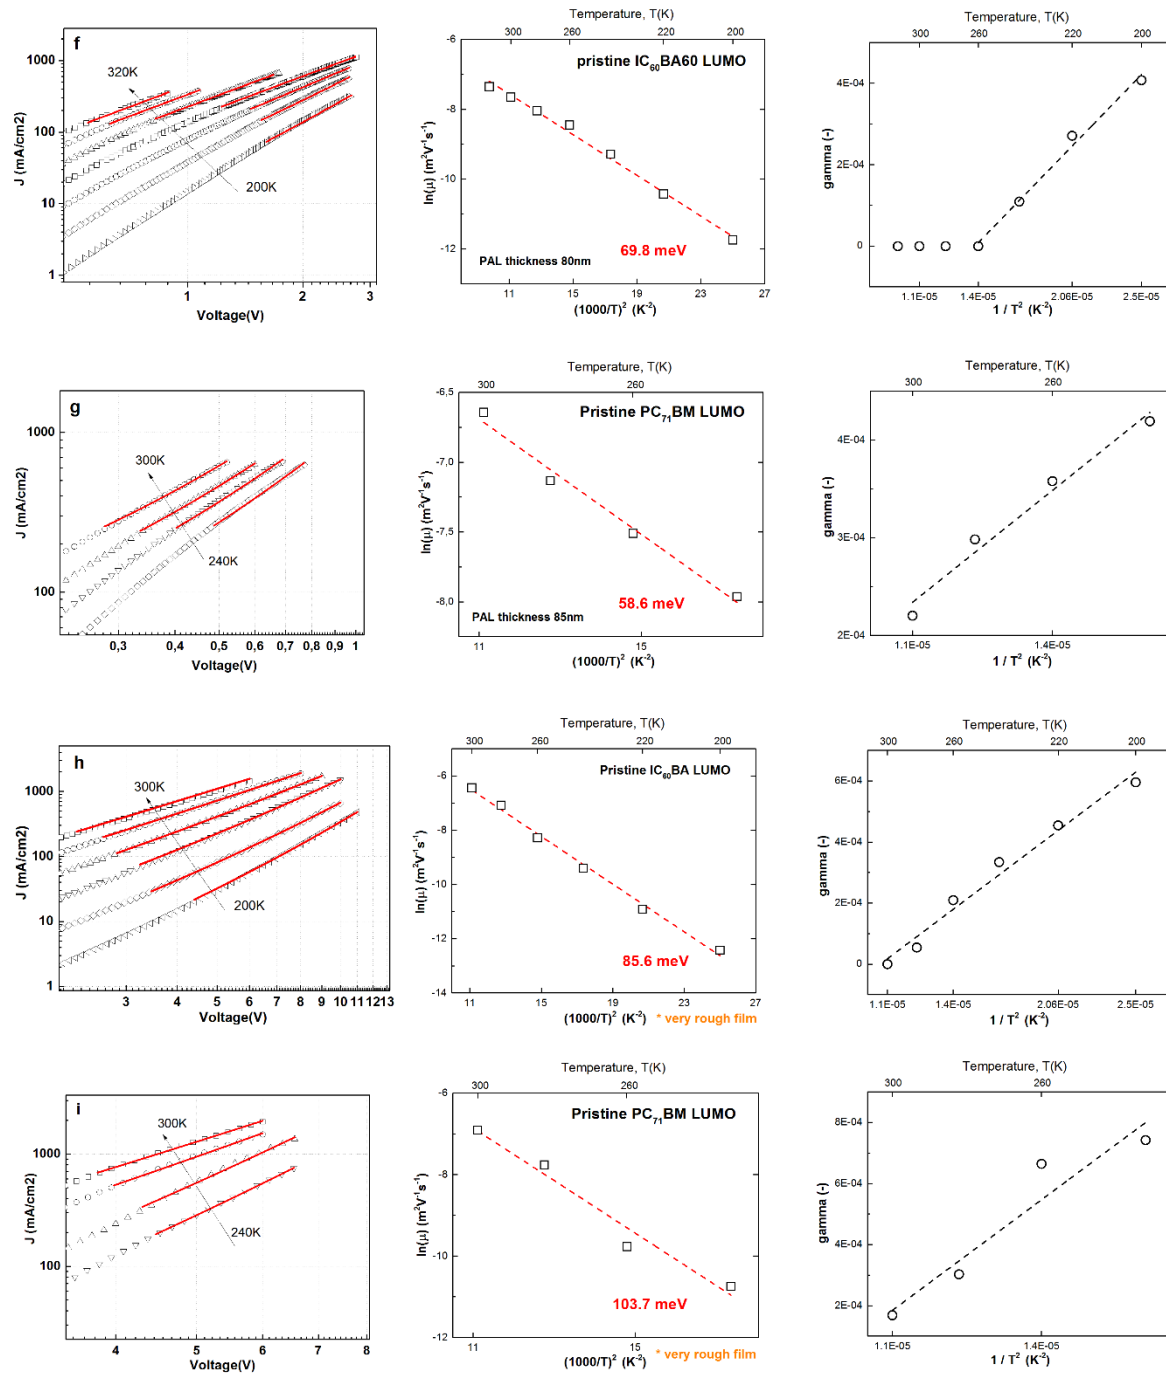 f
1000
100
10
1
J (mA/cm2)
320K
200K
1
2
3
Voltage(V)
Temperature, T(K)
300
260
220
200
-6
-8
-10
-12
ln(μ) (m²V⁻¹s⁻¹)
pristine IC₆₀BA60 LUMO
69.8 meV
PAL thickness 80nm
11
15
19
23
27
(1000/T)² (K⁻²)
Temperature, T(K)
300
260
220
200
4E-04
2E-04
0
gamma (-)
1.1E-05
1.4E-05
2.06E-05
2.5E-05
1 / T² (K⁻²)
g
1000
100
J (mA/cm2)
300K
240K
0,3
0,4
0,5
0,6
0,7
0,8
0,9
1
Voltage(V)
Temperature, T(K)
300
260
-6,5
-7,0
-7,5
-8,0
ln(μ) (m²V⁻¹s⁻¹)
Pristine PC₇₁BM LUMO
58.6 meV
PAL thickness 85nm
11
15
(1000/T)² (K⁻²)
Temperature, T(K)
300
260
4E-04
3E-04
2E-04
gamma (-)
1.1E-05
1.4E-05
1 / T² (K⁻²)
h
1000
100
10
1
J (mA/cm2)
300K
200K
3
4
5
6
7
8
9
10
11
12
13
Voltage(V)
Temperature, T(K)
300
260
220
200
-6
-8
-10
-12
-14
ln(μ) (m²V⁻¹s⁻¹)
Pristine IC₆₀BA LUMO
85.6 meV
11
15
19
23
27
(1000/T)² (K⁻²)
* very rough film
Temperature, T(K)
300
260
220
200
6E-04
4E-04
2E-04
0
gamma (-)
1.1E-05
1.4E-05
2.06E-05
2.5E-05
1 / T² (K⁻²)
i
1000
100
J (mA/cm2)
300K
240K
4
5
6
7
8
Voltage(V)
Temperature, T(K)
300
260
-6
-8
-10
-12
ln(μ) (m²V⁻¹s⁻¹)
Pristine PC₇₁BM LUMO
103.7 meV
11
15
(1000/T)² (K⁻²)
* very rough film
Temperature, T(K)
300
260
8E-04
6E-04
4E-04
2E-04
gamma (-)
1.1E-05
1.4E-05
1 / T² (K⁻²)